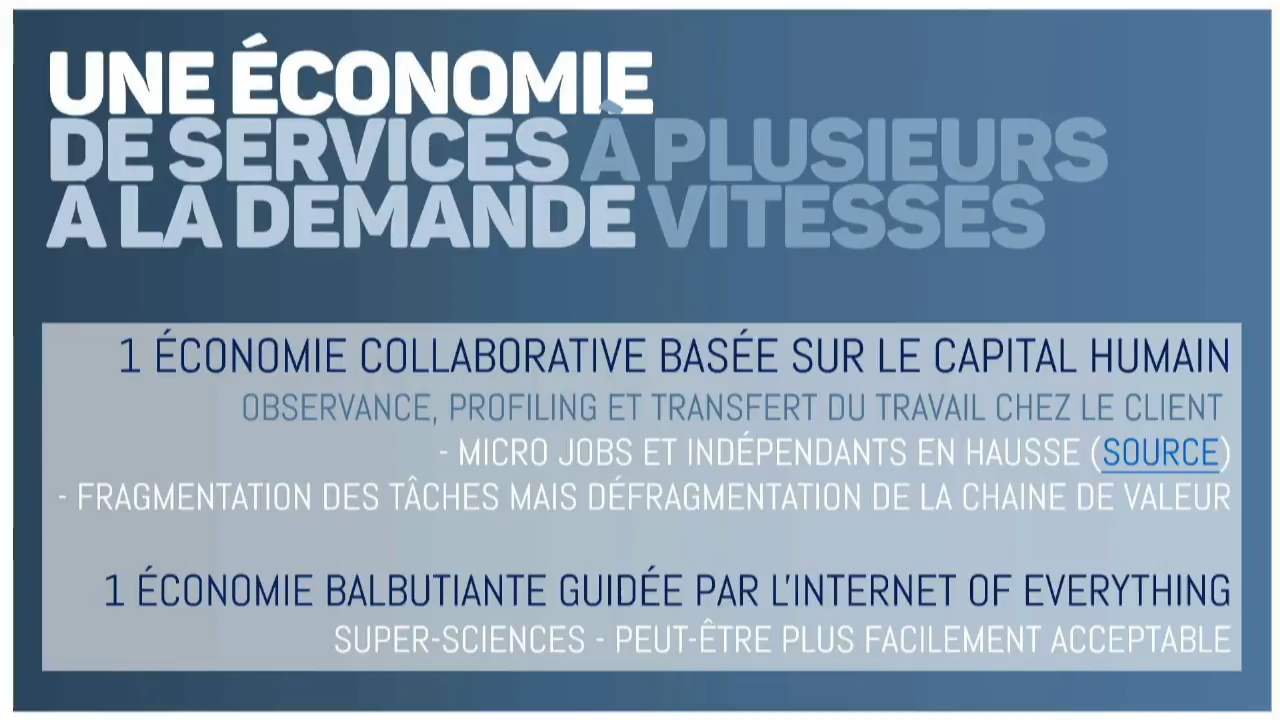 UNE ÉCONOMIE
DE SERVICES À PLUSIEURS
A LA DEMANDE VITESSES
1 ÉCONOMIE COLLABORATIVE BASÉE SUR LE CAPITAL HUMAIN
OBSERVANCE, PROFILING ET TRANSFERT DU TRAVAIL CHEZ LE CLIENT
- MICRO JOBS ET INDÉPENDANTS EN HAUSSE (SOURCE)
- FRAGMENTATION DES TÂCHES MAIS DÉFRAGMENTATION DE LA CHAINE DE VALEUR
1 ÉCONOMIE BALBUTIANTE GUIDÉE PAR L'INTERNET OF EVERYTHING
SUPER-SCIENCES - PEUT-ÊTRE PLUS FACILEMENT ACCEPTABLE